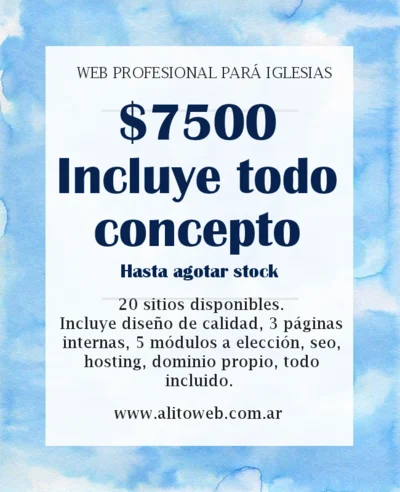 WEB PROFESIONAL PARÁ IGLESIAS
$7500
Incluye todo
concepto
Hasta agotar stock
20 sitios disponibles.
Incluye diseño de calidad, 3 páginas
internas, 5 módulos a elección, seo,
hosting, dominio propio, todo
incluido.
www.alitoweb.com.ar